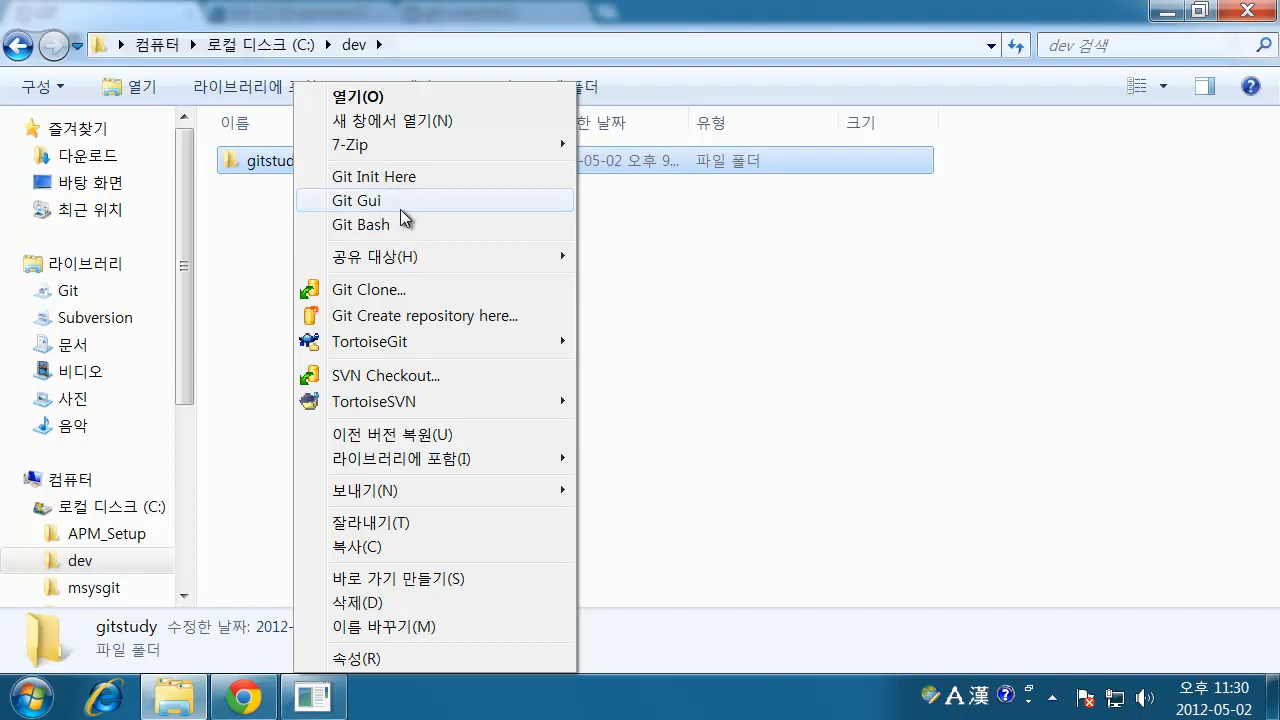 컴퓨터 로컬 디스크 (C:) dev
dev 검색
구성 열기 라이브러리에 포 폴더
이름 한 날짜 유형 크기
gitstud -05-02 오후 9... 파일 폴더
즐겨찾기
다운로드
바탕 화면
최근 위치
라이브러리
Git
Subversion
문서
비디오
사진
음악
컴퓨터
로컬 디스크 (C:)
APM_Setup
dev
msysgit
열기(O)
새 창에서 열기(N)
7-Zip
Git Init Here
Git Gui
Git Bash
공유 대상(H)
Git Clone...
Git Create repository here...
TortoiseGit
SVN Checkout...
TortoiseSVN
이전 버전 복원(U)
라이브러리에 포함(I)
보내기(N)
잘라내기(T)
복사(C)
바로 가기 만들기(S)
삭제(D)
이름 바꾸기(M)
속성(R)
gitstudy 수정한 날짜: 2012-
파일 폴더
A 漢
오후 11:30
2012-05-02